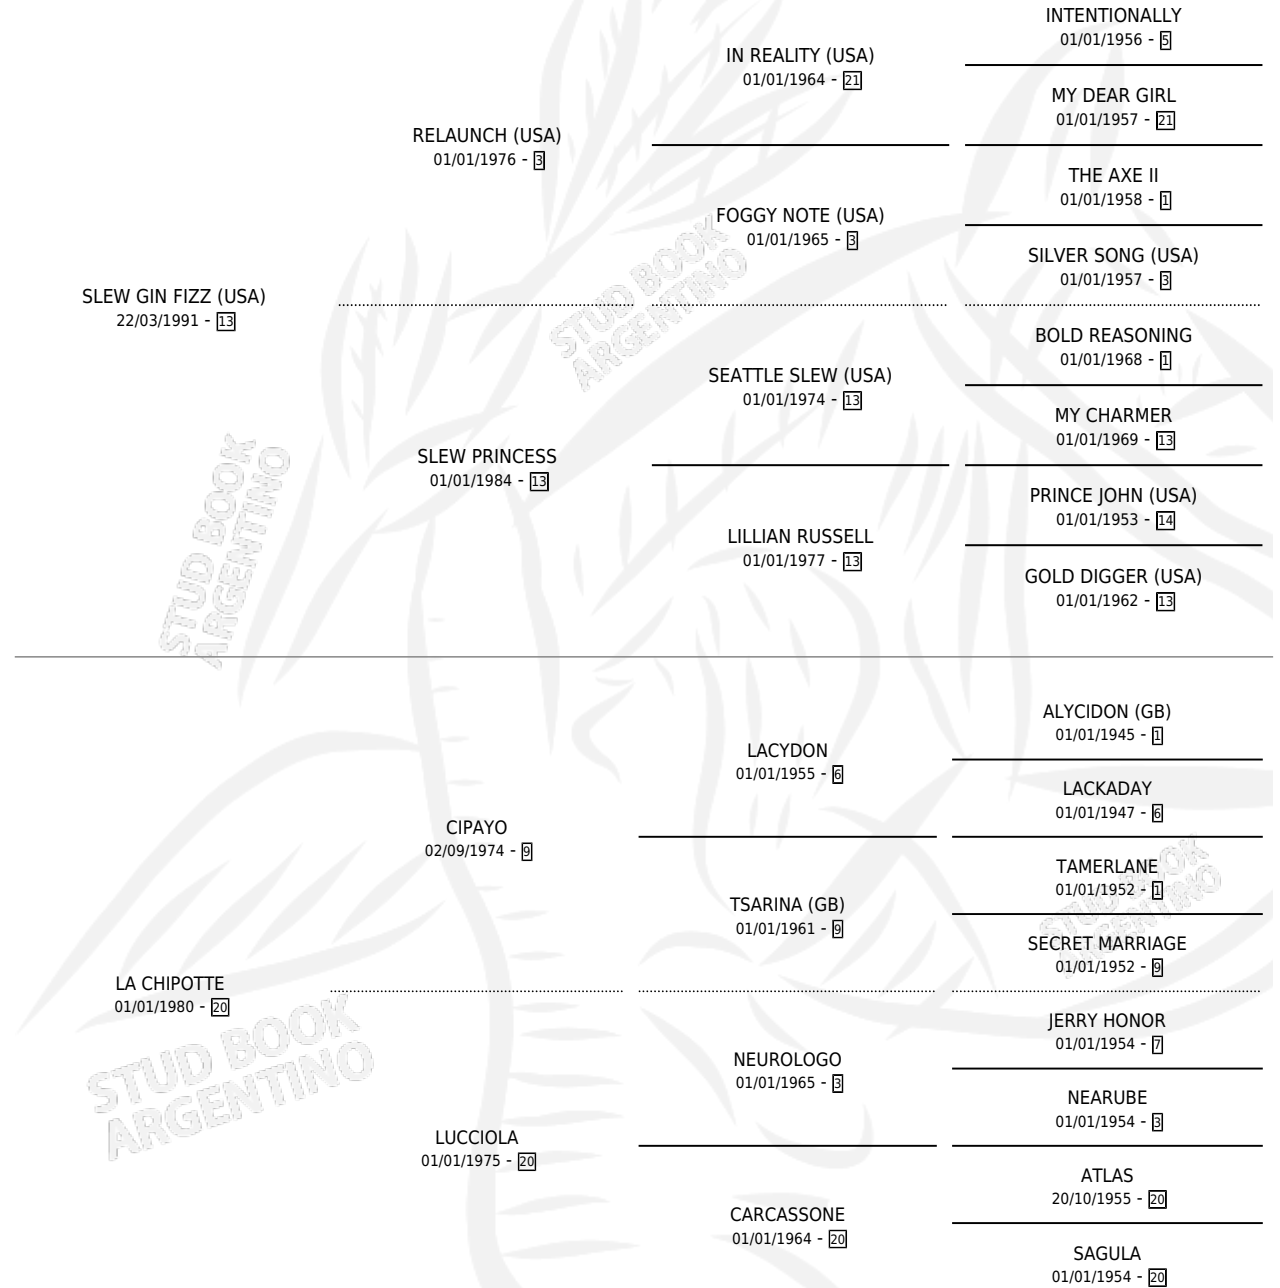 INTENTIONALLY
01/01/1956 - 5
IN REALITY (USA)
01/01/1964 - 21
MY DEAR GIRL
01/01/1957 - 21
RELAUNCH (USA)
01/01/1976 - 3
THE AXE II
01/01/1958 - 1
FOGGY NOTE (USA)
01/01/1965 - 3
SILVER SONG (USA)
01/01/1957 - 3
SLEW GIN FIZZ (USA)
22/03/1991 - 13
BOLD REASONING
01/01/1968 - 1
SEATTLE SLEW (USA)
01/01/1974 - 13
MY CHARMER
01/01/1969 - 13
SLEW PRINCESS
01/01/1984 - 13
PRINCE JOHN (USA)
01/01/1953 - 14
LILLIAN RUSSELL
01/01/1977 - 13
GOLD DIGGER (USA)
01/01/1962 - 13
ALYCIDON (GB)
01/01/1945 - 1
LACYDON
01/01/1955 - 6
LACKADAY
01/01/1947 - 6
CIPAYO
02/09/1974 - 9
TAMERLANE
01/01/1952 - 1
TSARINA (GB)
01/01/1961 - 9
SECRET MARRIAGE
01/01/1952 - 9
LA CHIPOTTE
01/01/1980 - 20
JERRY HONOR
01/01/1954 - 7
NEUROLOGO
01/01/1965 - 3
NEARUBE
01/01/1954 - 3
LUCCIOLA
01/01/1975 - 20
ATLAS
20/10/1955 - 20
CARCASSONE
01/01/1964 - 20
SAGULA
01/01/1954 - 20
STUD BOOK
ARGENTINO
STUD BOOK
ARGENTINO
STUD BOOK
ARGENTINO
STUD BOOK
ARGENTINO